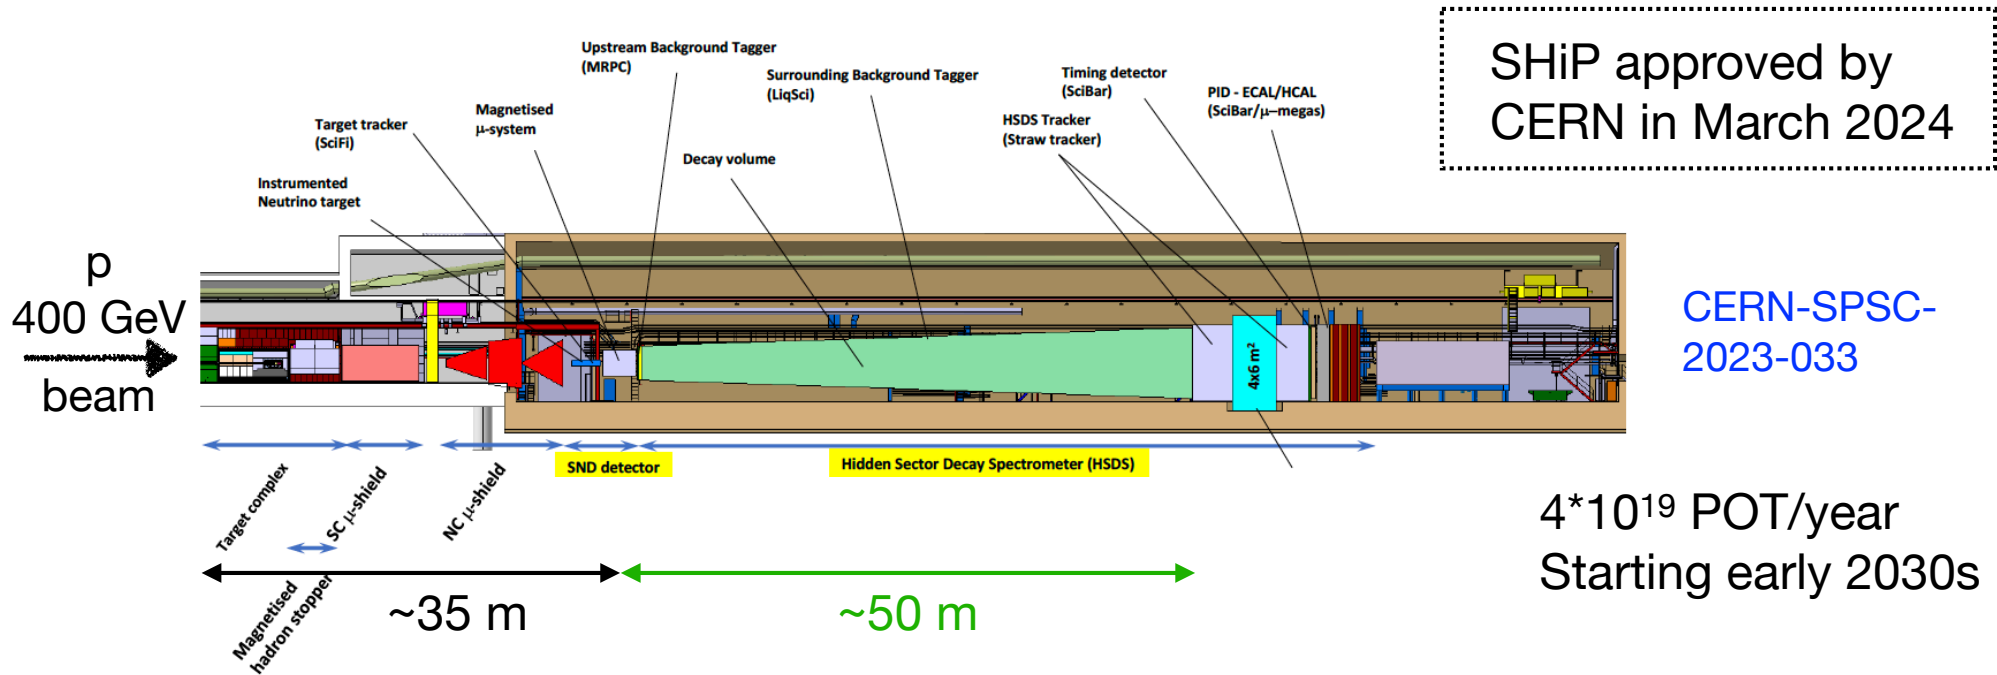 Upstream Background Tagger
(MRPC)
Surrounding Background Tagger
(LiqSci)
Timing detector
(SciBar)
PID - ECAL/HCAL
(SciBar/μ–megas)
SHiP approved by
CERN in March 2024
Magnetised
μ-system
Target tracker
(SciFi)
HSDS Tracker
(Straw tracker)
Decay volume
Instrumented
Neutrino target
p
400 GeV
beam
4x6 m²
CERN-SPSC-
2023-033
SND detector
Hidden Sector Decay Spectrometer (HSDS)
Target complex
SC μ-shield
NC μ-shield
Magnetised
hadron stopper
~35 m
~50 m
4*10¹⁹ POT/year
Starting early 2030s